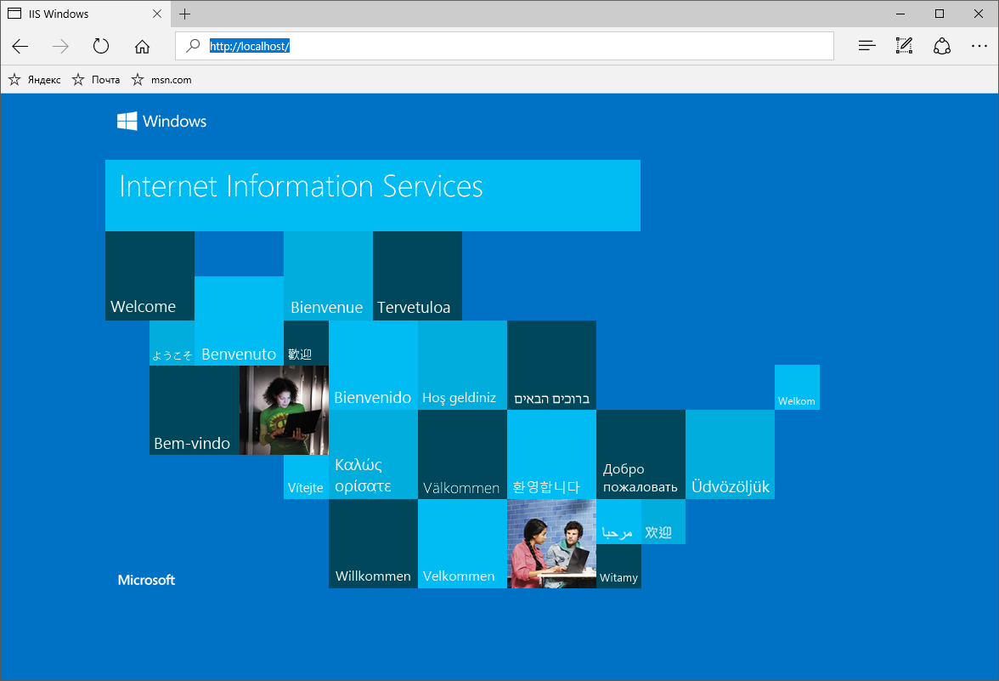 IIS Windows
http://localhost/
Яндекс
Почта
msn.com
Windows
Internet Information Services
Welcome
Bienvenue
Tervetuloa
ようこそ
Benvenuto
歡迎
Bienvenido
Hoş geldiniz
ברוכים הבאים
Welkom
Bem-vindo
Vítejte
Καλώς
ορίσατε
Välkommen
환영합니다
Добро
пожаловать
Üdvözöljük
Microsoft
Willkommen
Velkommen
مرحبا
欢迎
Witamy